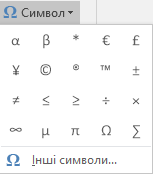 Ω Символ
α β * € £
¥ © ® ™ ±
≠ ≤ ≥ ÷ ×
∞ μ π Ω ∑
Ω Інші символи...